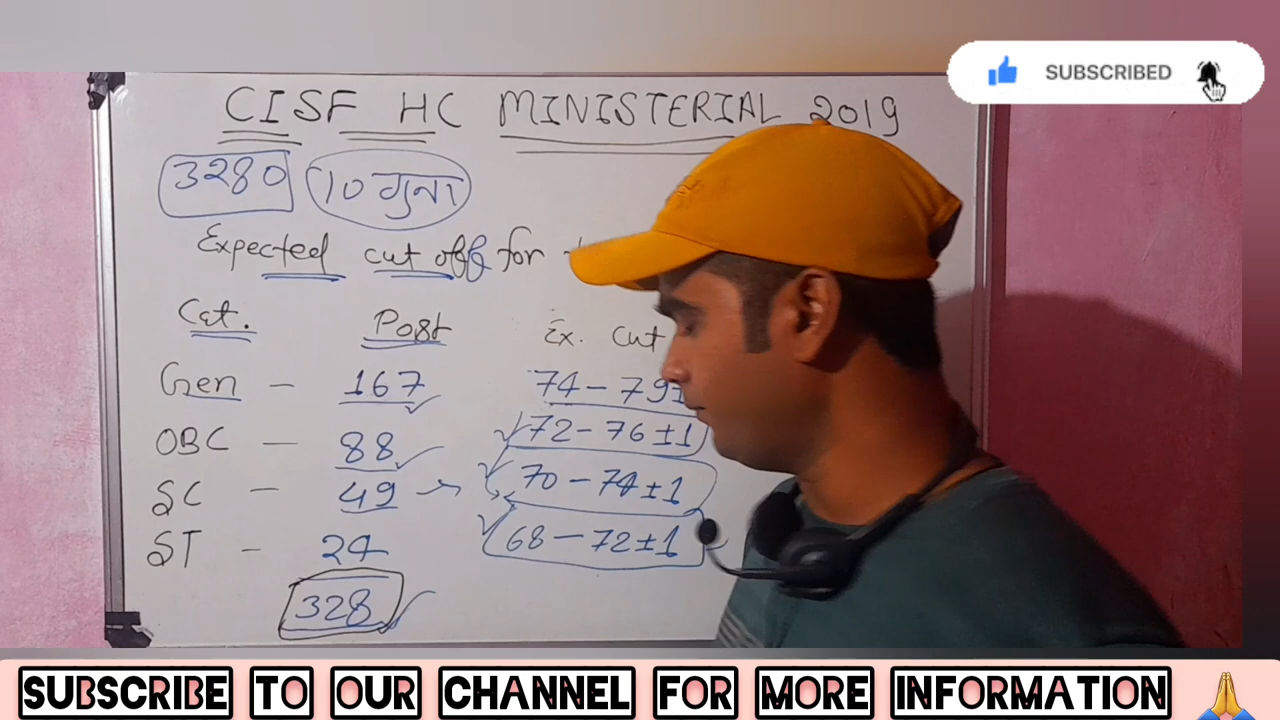 SUBSCRIBED
CISF HC MINISTERIAL 2019
3280 10 गुना
Expected cut off for
Cat. Post Ex. Cut
Gen - 167 74 - 79±
OBC - 88 72 - 76 ±1
SC - 49 70 - 74 ±1
ST - 24 68 - 72 ±1
328
SUBSCRIBE TO OUR CHANNEL FOR MORE INFORMATION 🙏